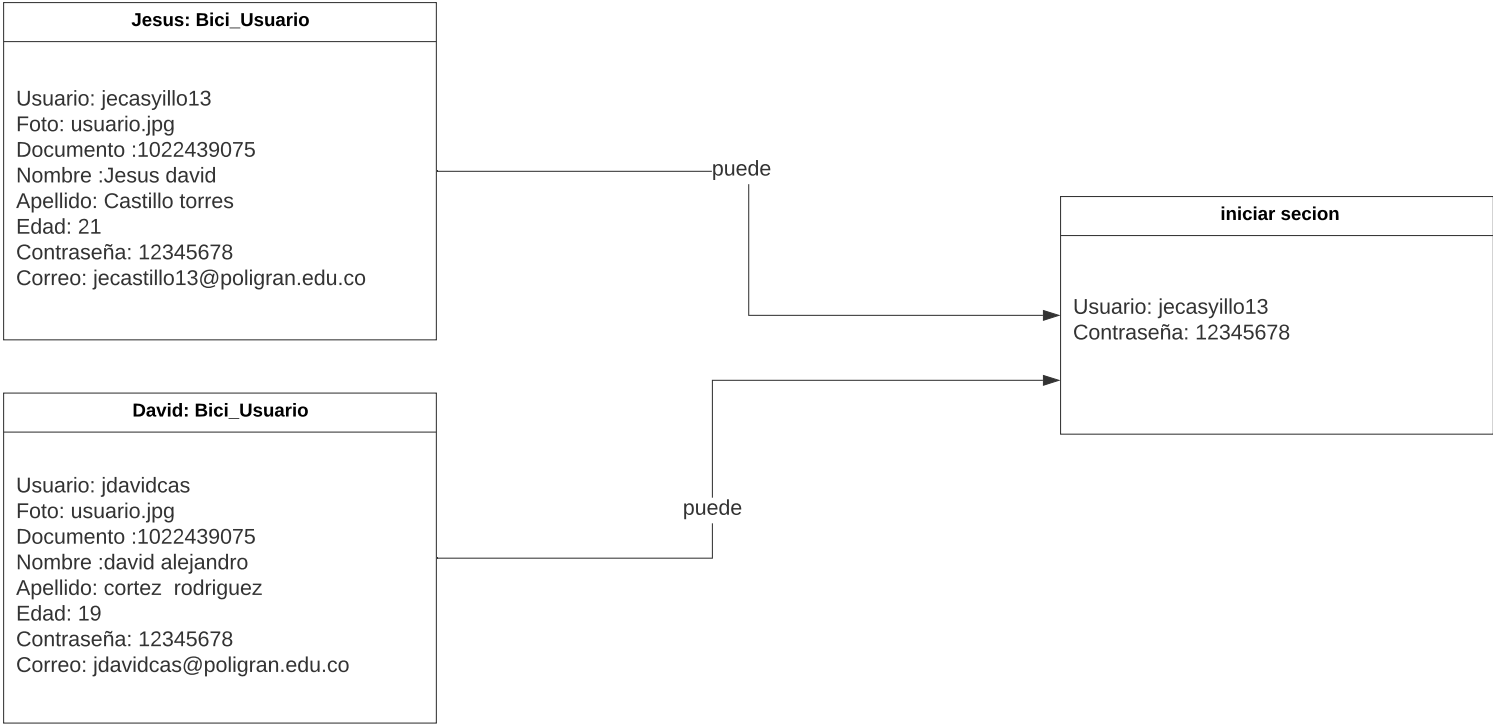 Jesus: Bici_Usuario
Usuario: jecasyillo13
Foto: usuario.jpg
Documento :1022439075
Nombre :Jesus david
Apellido: Castillo torres
Edad: 21
Contraseña: 12345678
Correo: jecastillo13@poligran.edu.co
puede
iniciar secion
Usuario: jecasyillo13
Contraseña: 12345678
David: Bici_Usuario
Usuario: jdavidcas
Foto: usuario.jpg
Documento :1022439075
Nombre :david alejandro
Apellido: cortez  rodriguez
Edad: 19
Contraseña: 12345678
Correo: jdavidcas@poligran.edu.co
puede